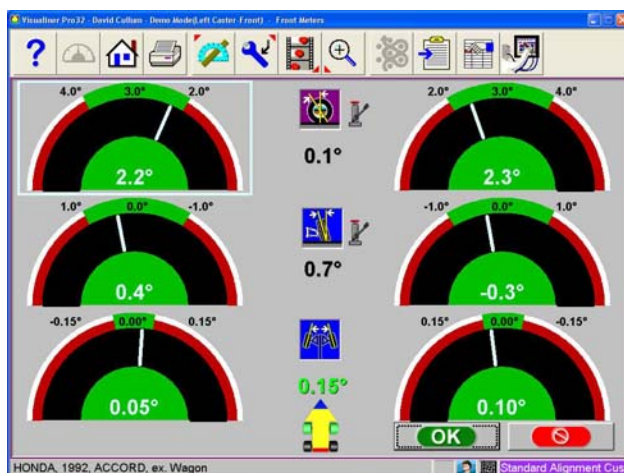 Visualiner Pro32 - David Cullum - Demo Mode(Left Caster Front) - Front Meters
?
4.0° 3.0° 2.0°
2.2°
0.1°
2.0° 3.0° 4.0°
2.3°
1.0° 0.0° -1.0°
0.4°
0.7°
-1.0° 0.0° 1.0°
-0.3°
-0.15° 0.00° 0.15°
0.05°
0.15°
0.15° 0.00° -0.15°
0.10°
OK
HONDA, 1992, ACCORD, ex. Wagon
Standard Alignment Cus